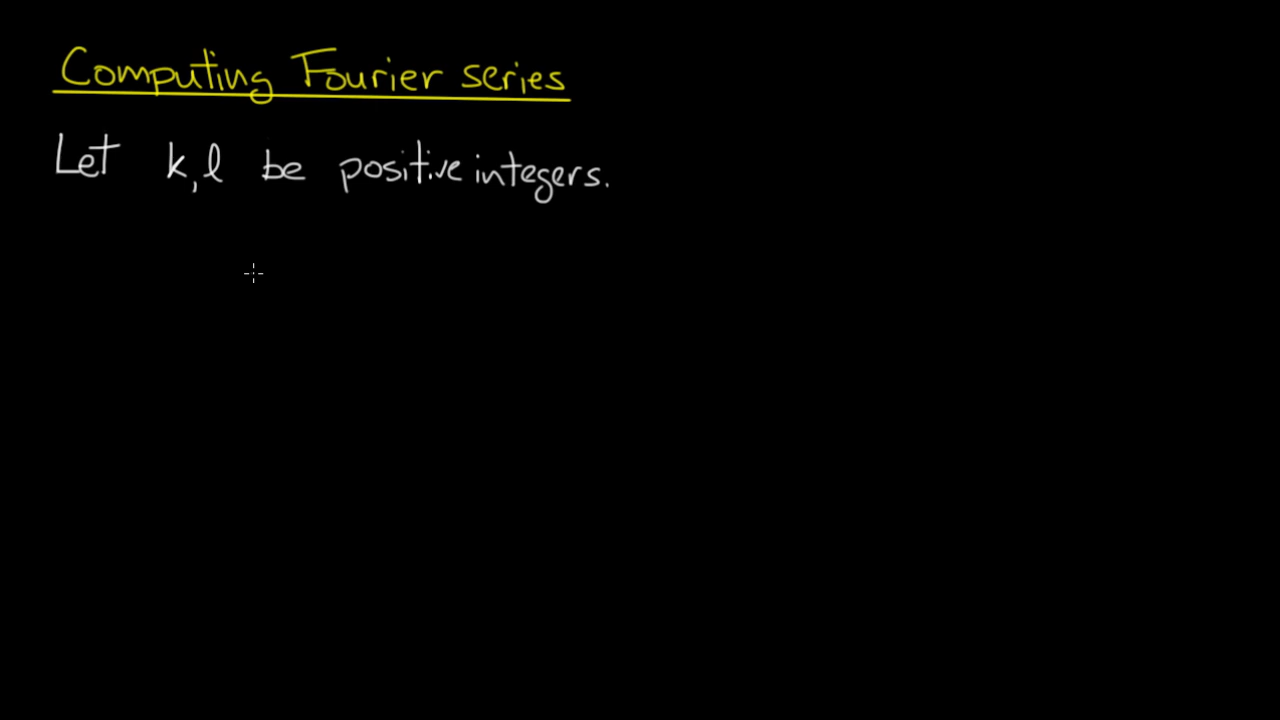 Computing Fourier series
Let k, l be positive integers.